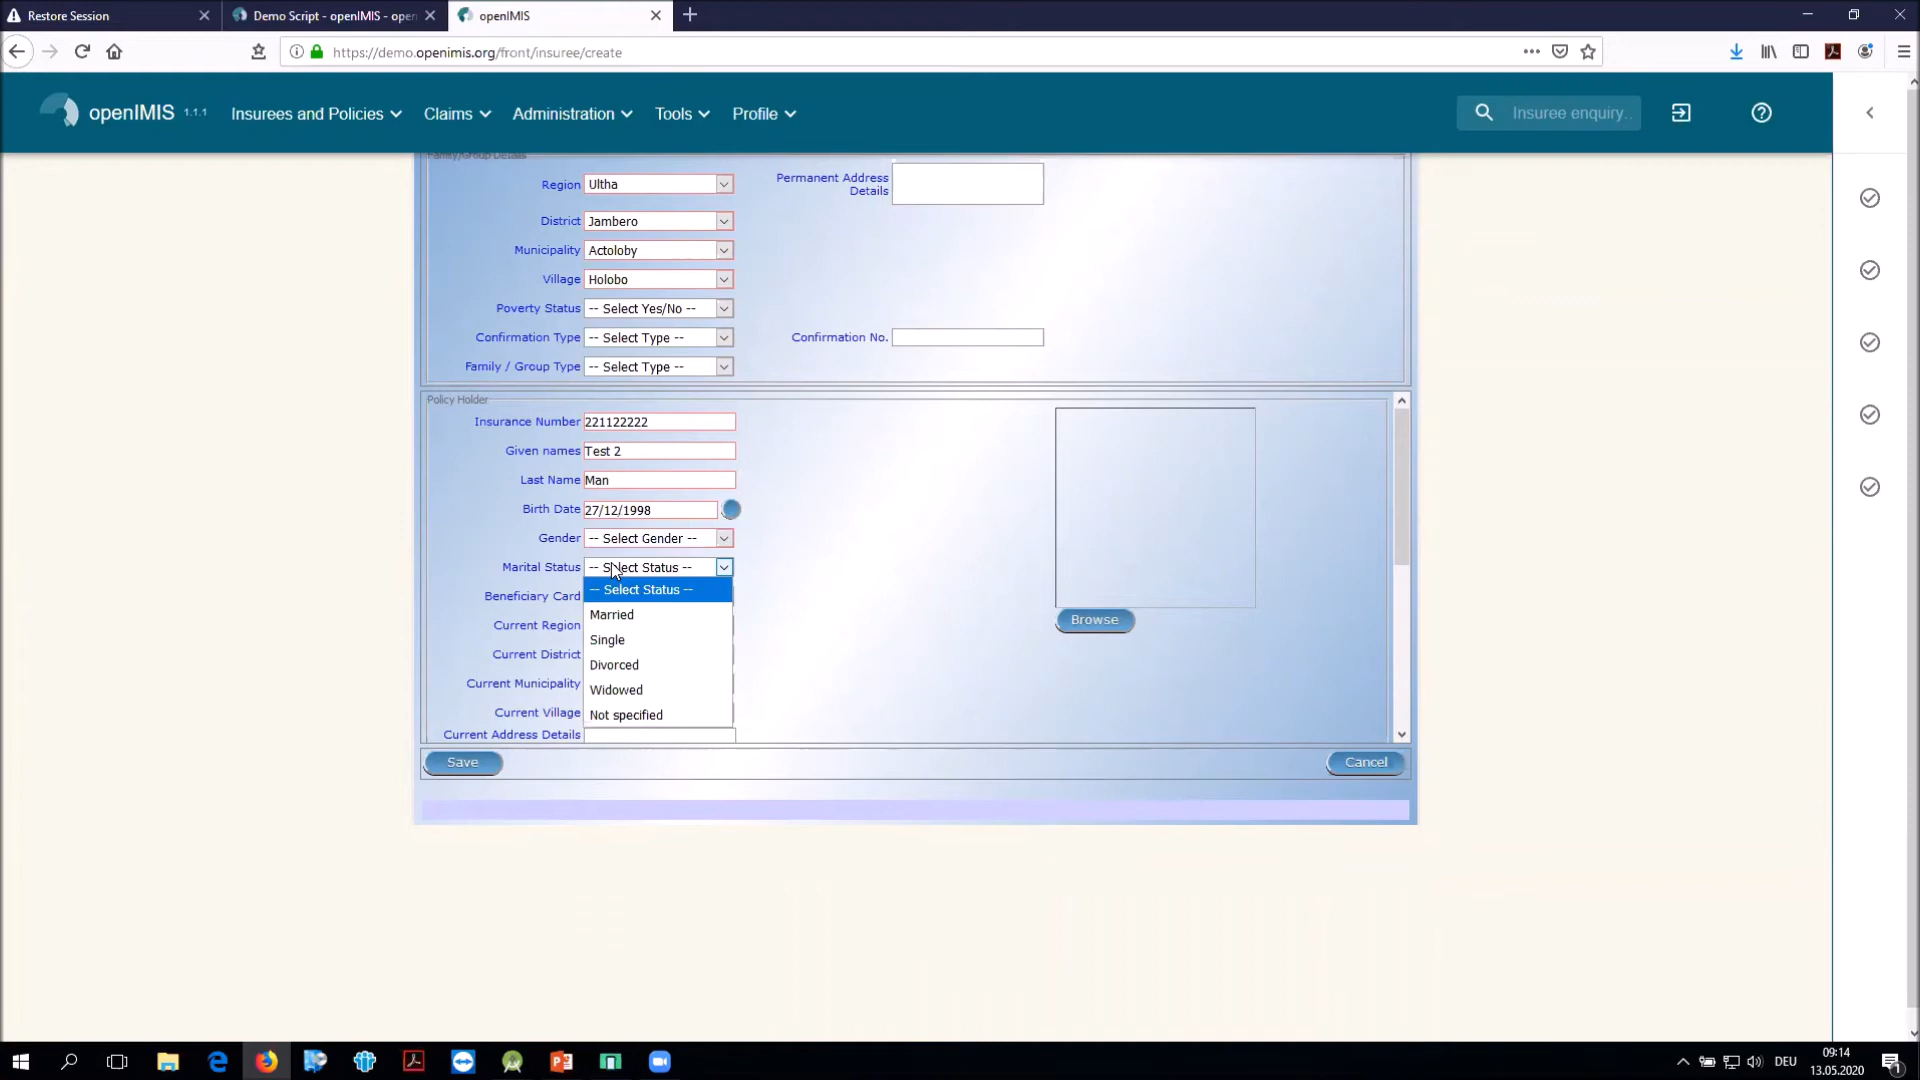 Restore Session
Demo Script - openIMIS - open
openIMIS
https://demo.openimis.org/front/insuree/create
openIMIS 1.1.1
Insurees and Policies
Claims
Administration
Tools
Profile
Insuree enquiry..
Family/Group Details
Region
Ultha
Permanent Address
Details
District
Jambero
Municipality
Actoloby
Village
Holobo
Poverty Status
-- Select Yes/No --
Confirmation Type
-- Select Type --
Confirmation No.
Family / Group Type
-- Select Type --
Policy Holder
Insurance Number
221122222
Given names
Test 2
Last Name
Man
Birth Date
27/12/1998
Gender
-- Select Gender --
Marital Status
-- Select Status --
-- Select Status --
Beneficiary Card
Married
Current Region
Single
Current District
Divorced
Current Municipality
Widowed
Current Village
Not specified
Current Address Details
Browse
Save
Cancel
DEU
09:14
13.05.2020
1